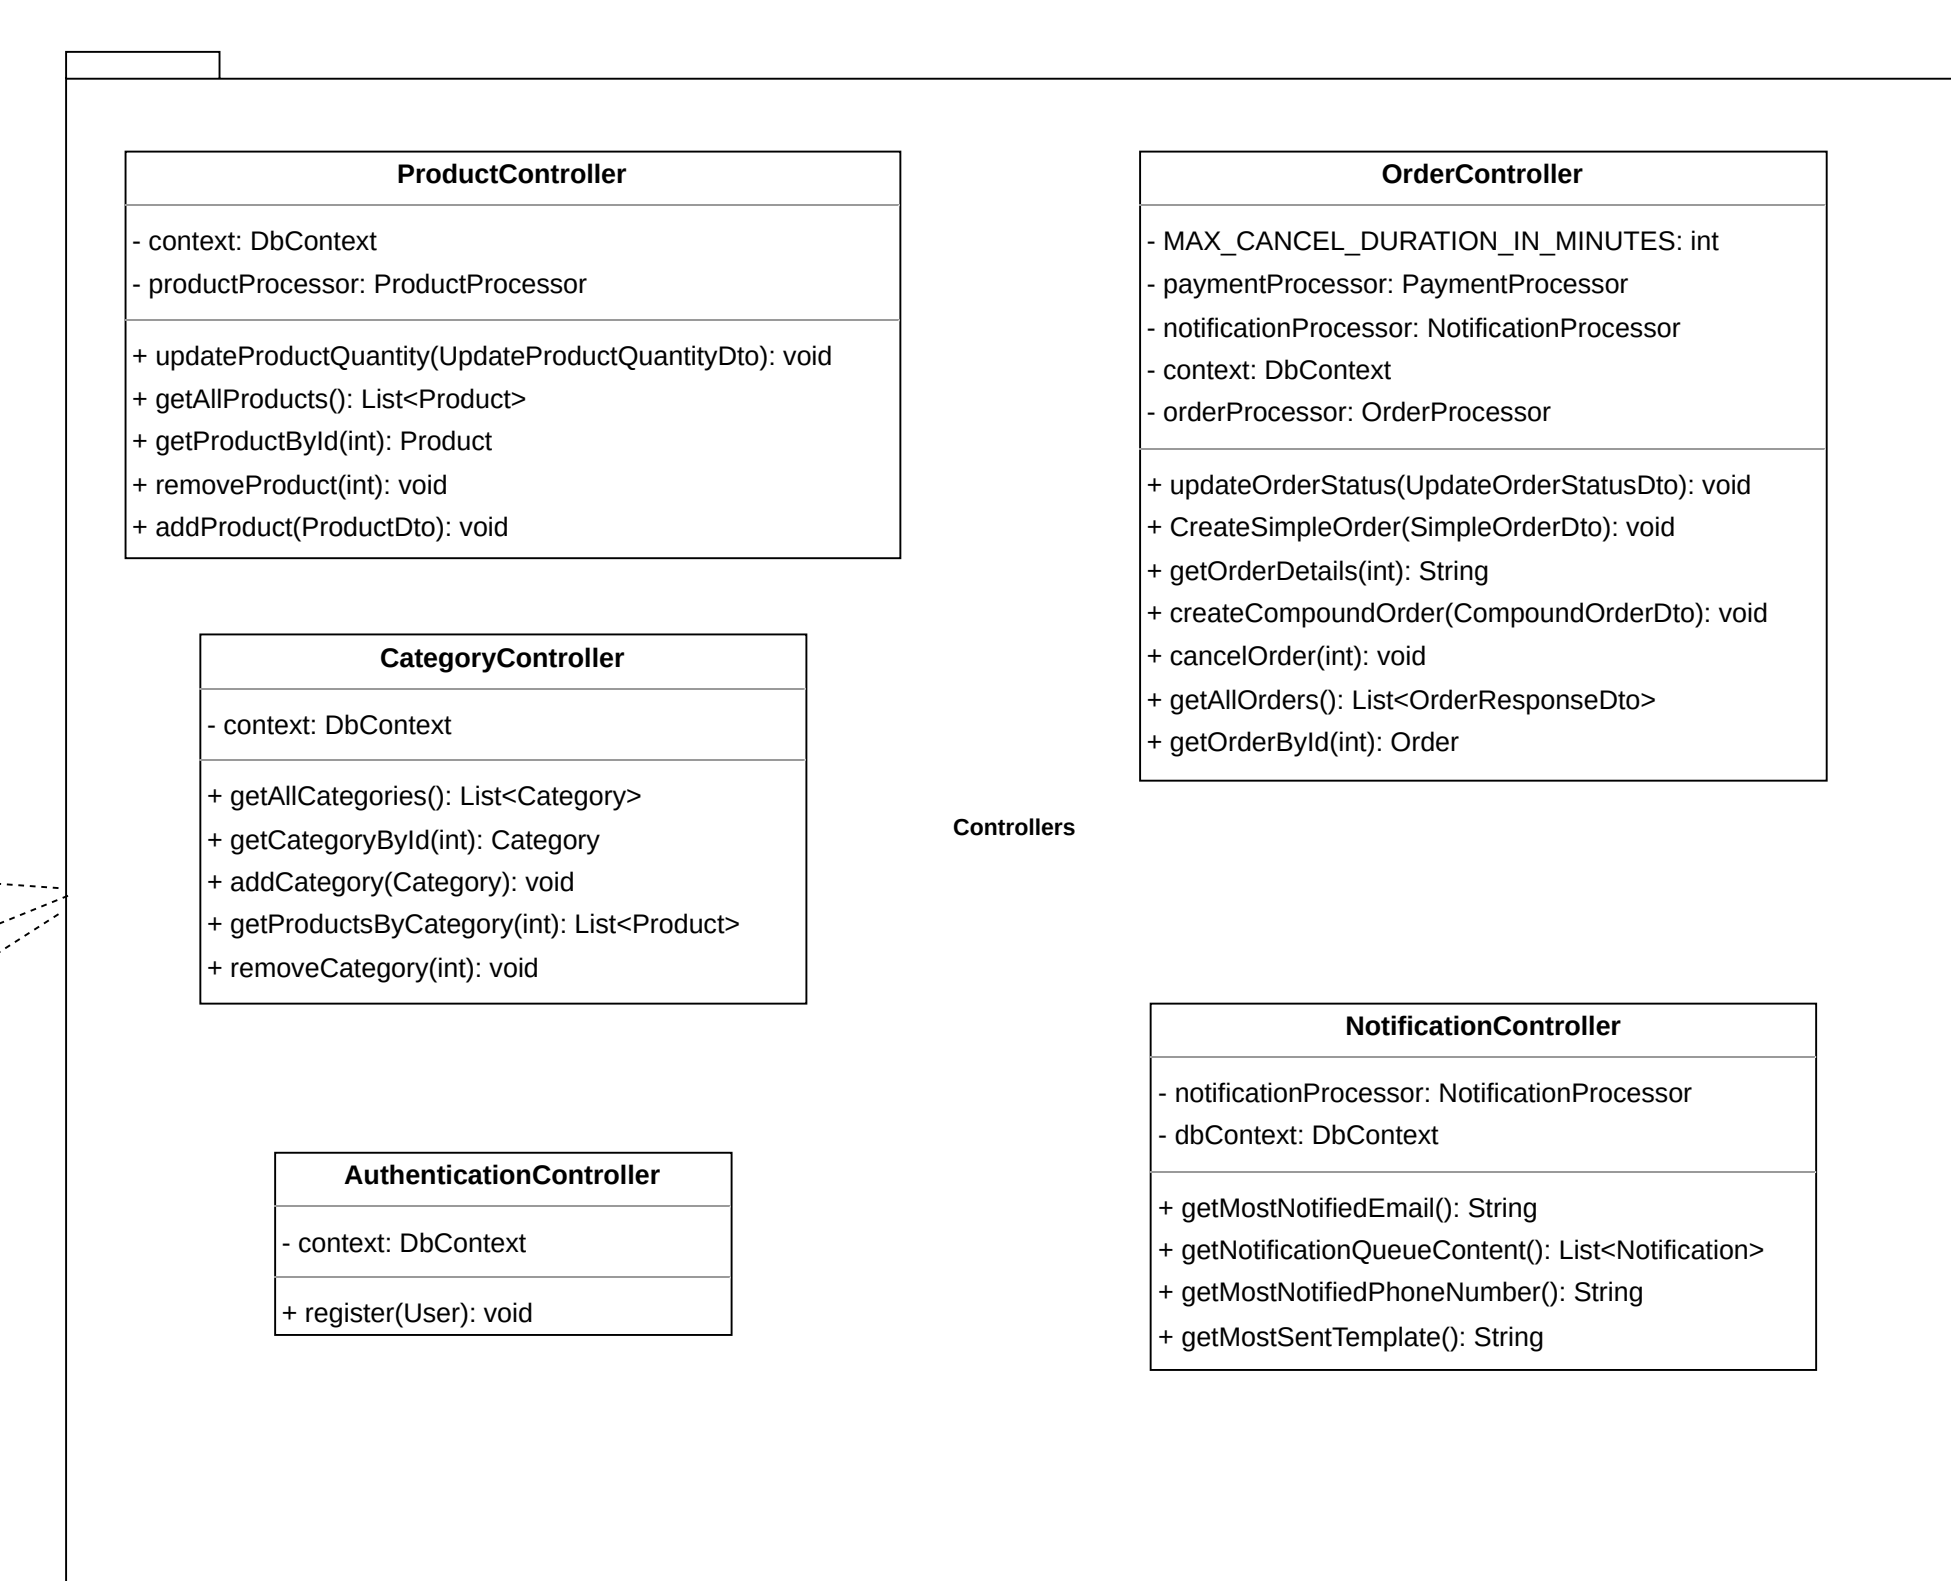 ProductController
- context: DbContext
- productProcessor: ProductProcessor
+ updateProductQuantity(UpdateProductQuantityDto): void
+ getAllProducts(): List<Product>
+ getProductById(int): Product
+ removeProduct(int): void
+ addProduct(ProductDto): void
OrderController
- MAX_CANCEL_DURATION_IN_MINUTES: int
- paymentProcessor: PaymentProcessor
- notificationProcessor: NotificationProcessor
- context: DbContext
- orderProcessor: OrderProcessor
+ updateOrderStatus(UpdateOrderStatusDto): void
+ CreateSimpleOrder(SimpleOrderDto): void
+ getOrderDetails(int): String
+ createCompoundOrder(CompoundOrderDto): void
+ cancelOrder(int): void
+ getAllOrders(): List<OrderResponseDto>
+ getOrderById(int): Order
CategoryController
- context: DbContext
+ getAllCategories(): List<Category>
+ getCategoryById(int): Category
+ addCategory(Category): void
+ getProductsByCategory(int): List<Product>
+ removeCategory(int): void
Controllers
NotificationController
- notificationProcessor: NotificationProcessor
- dbContext: DbContext
+ getMostNotifiedEmail(): String
+ getNotificationQueueContent(): List<Notification>
+ getMostNotifiedPhoneNumber(): String
+ getMostSentTemplate(): String
AuthenticationController
- context: DbContext
+ register(User): void